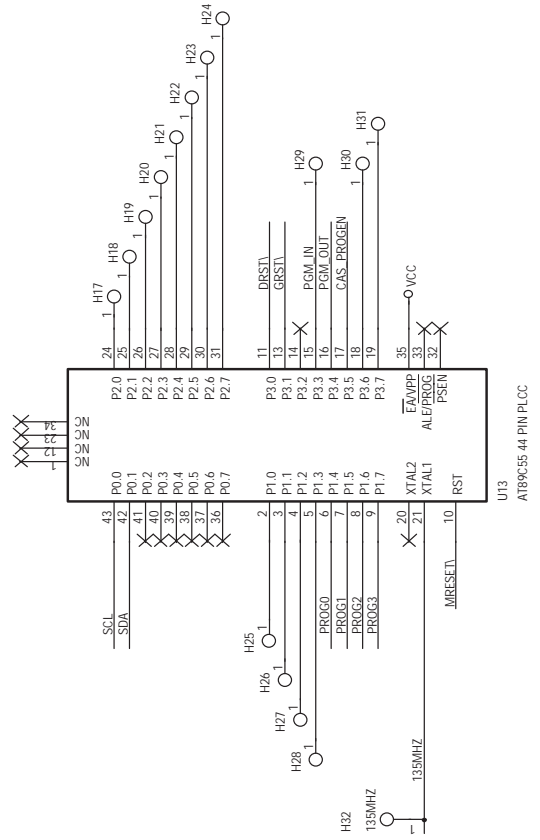 H17 1 24 P2.0
H18 1 25 P2.1
H19 1 26 P2.2
H20 1 27 P2.3
H21 1 28 P2.4
H22 1 29 P2.5
H23 1 30 P2.6
H24 1 31 P2.7
DRST\ 11 P3.0
GRST\ 13 P3.1
14 P3.2
H29 1 PGM_IN 15 P3.3
PGM_OUT 16 P3.4
CAS_PROGEN 17 P3.5
H30 1 18 P3.6
H31 1 19 P3.7
VCC 35 EA/VPP
33 ALE/PROG
32 PSEN
NC 34
NC 23
NC 12
NC 1
SCL 43 P0.0
SDA 42 P0.1
41 P0.2
40 P0.3
39 P0.4
38 P0.5
37 P0.6
36 P0.7
H25 1 2 P1.0
H26 1 3 P1.1
H27 1 4 P1.2
H28 1 5 P1.3
PROG0 6 P1.4
PROG1 7 P1.5
PROG2 8 P1.6
PROG3 9 P1.7
20 XTAL2
H32 135MHZ 1 135MHZ 21 XTAL1
MRESET\ 10 RST
U13
AT89C55 44 PIN PLCC